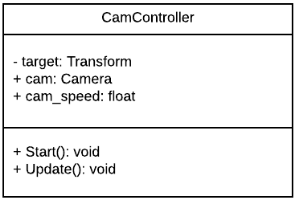 CamController
- target: Transform
+ cam: Camera
+ cam_speed: float
+ Start(): void
+ Update(): void